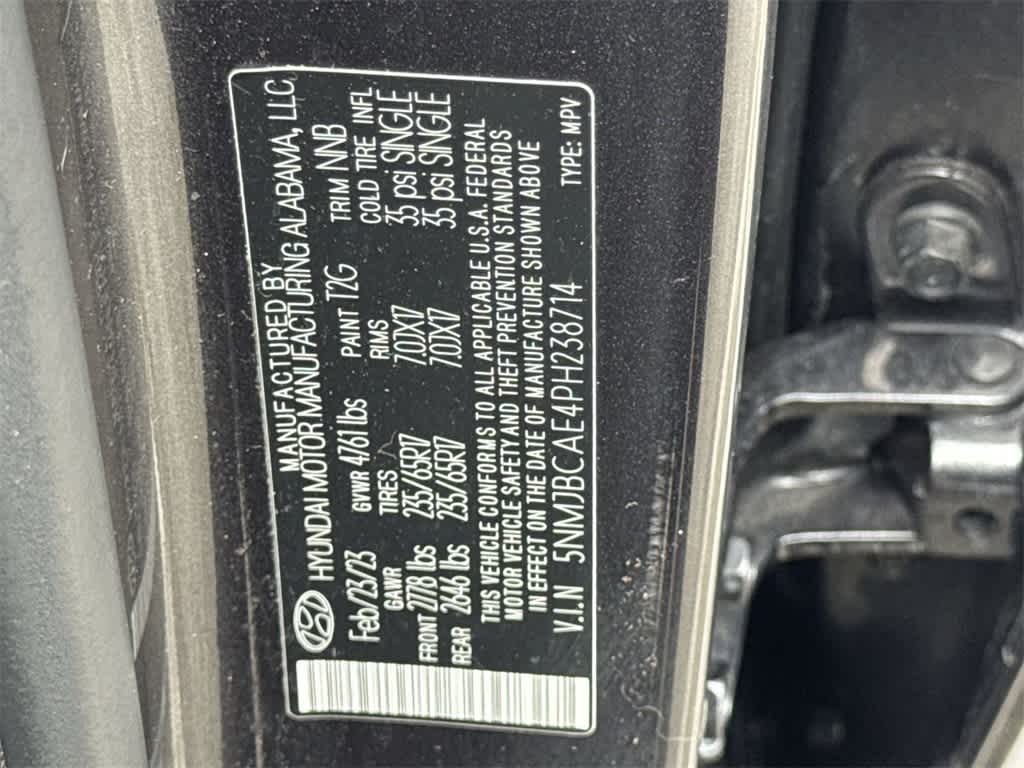 MANUFACTURED BY
HYUNDAI MOTOR MANUFACTURING ALABAMA, LLC.
Feb/23/23 GVWR 4761 lbs PAINT T2G TRIM NNB
GAWR TIRES RIMS COLD TIRE INFL
FRONT 2778 lbs 235/65R17 7.0X17 35 psi SINGLE
REAR 2646 lbs 235/65R17 7.0X17 35 psi SINGLE
THIS VEHICLE CONFORMS TO ALL APPLICABLE U.S.A. FEDERAL
MOTOR VEHICLE SAFETY AND THEFT PREVENTION STANDARDS
IN EFFECT ON THE DATE OF MANUFACTURE SHOWN ABOVE
V.I.N 5NMJBCAE4PH238714 TYPE: MPV